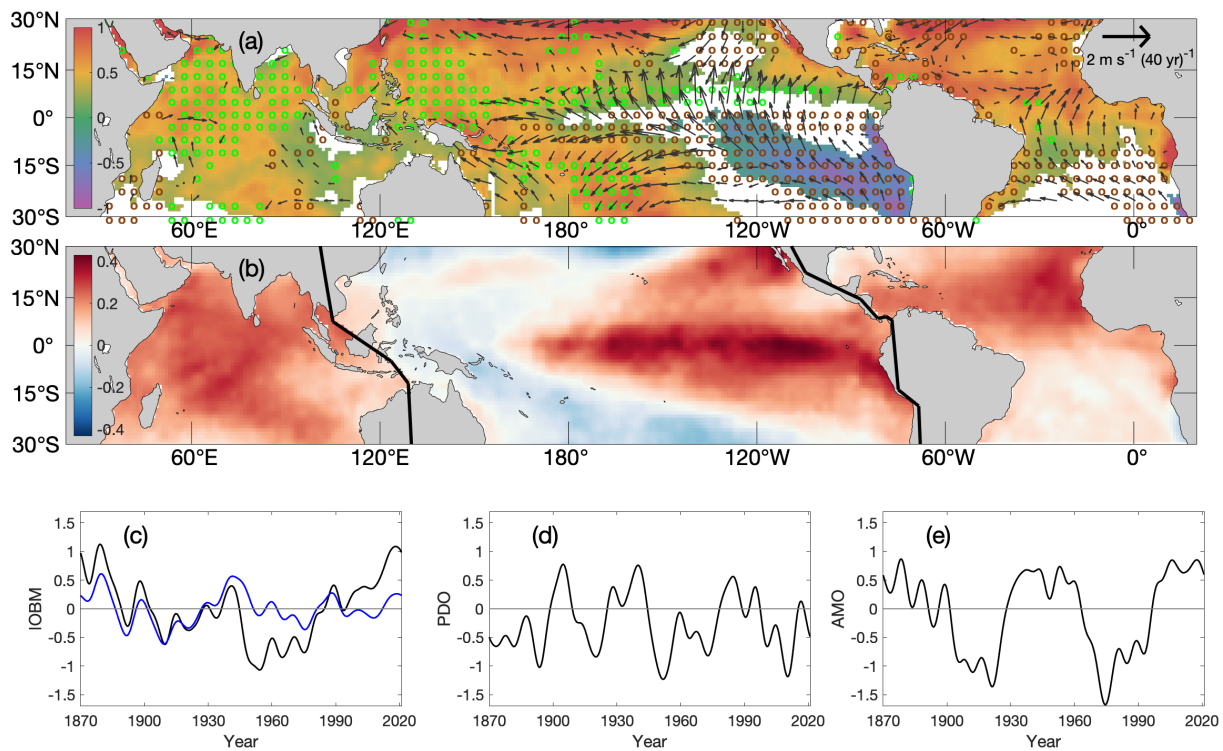 30°N
15°N
0°
15°S
30°S
1
0.5
0
-0.5
-1
(a)
2 m s⁻¹ (40 yr)⁻¹
60°E 120°E 180° 120°W 60°W 0°
30°N
15°N
0°
15°S
30°S
0.4
0.2
0
-0.2
-0.4
(b)
60°E 120°E 180° 120°W 60°W 0°
(c)
IOBM
1.5
1
0.5
0
-0.5
-1
-1.5
1870 1900 1930 1960 1990 2020
Year
(d)
PDO
1.5
1
0.5
0
-0.5
-1
-1.5
1870 1900 1930 1960 1990 2020
Year
(e)
AMO
1.5
1
0.5
0
-0.5
-1
-1.5
1870 1900 1930 1960 1990 2020
Year